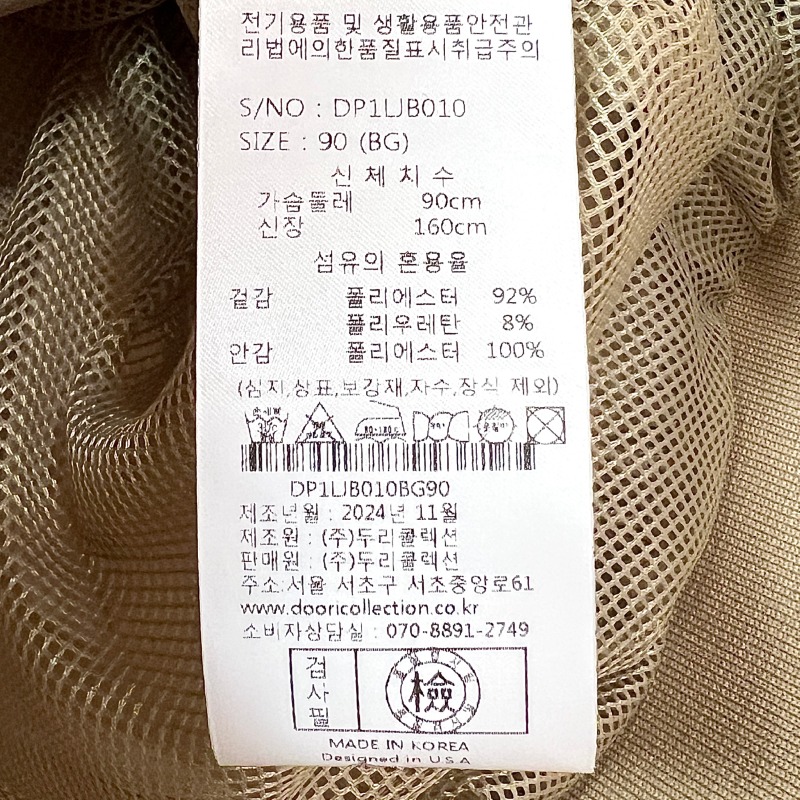 전기용품 및 생활용품안전관
리법에의한품질표시취급주의
S/NO : DP1LJB010
SIZE : 90 (BG)
신체치수
가슴둘레 90cm
신장 160cm
섬유의 혼용율
겉감 폴리에스터 92%
폴리우레탄 8%
안감 폴리에스터 100%
(심지,상표,보강재,자수,장식 제외)
80-120℃
DP1LJB010BG90
제조년월 : 2024년 11월
제조원 : (주)두리콜렉션
판매원 : (주)두리콜렉션
주소:서울 서초구 서초중앙로61
www.dooricollection.co.kr
소비자상담실 : 070-8891-2749
검사필 檢
MADE IN KOREA
Designed in U.S.A